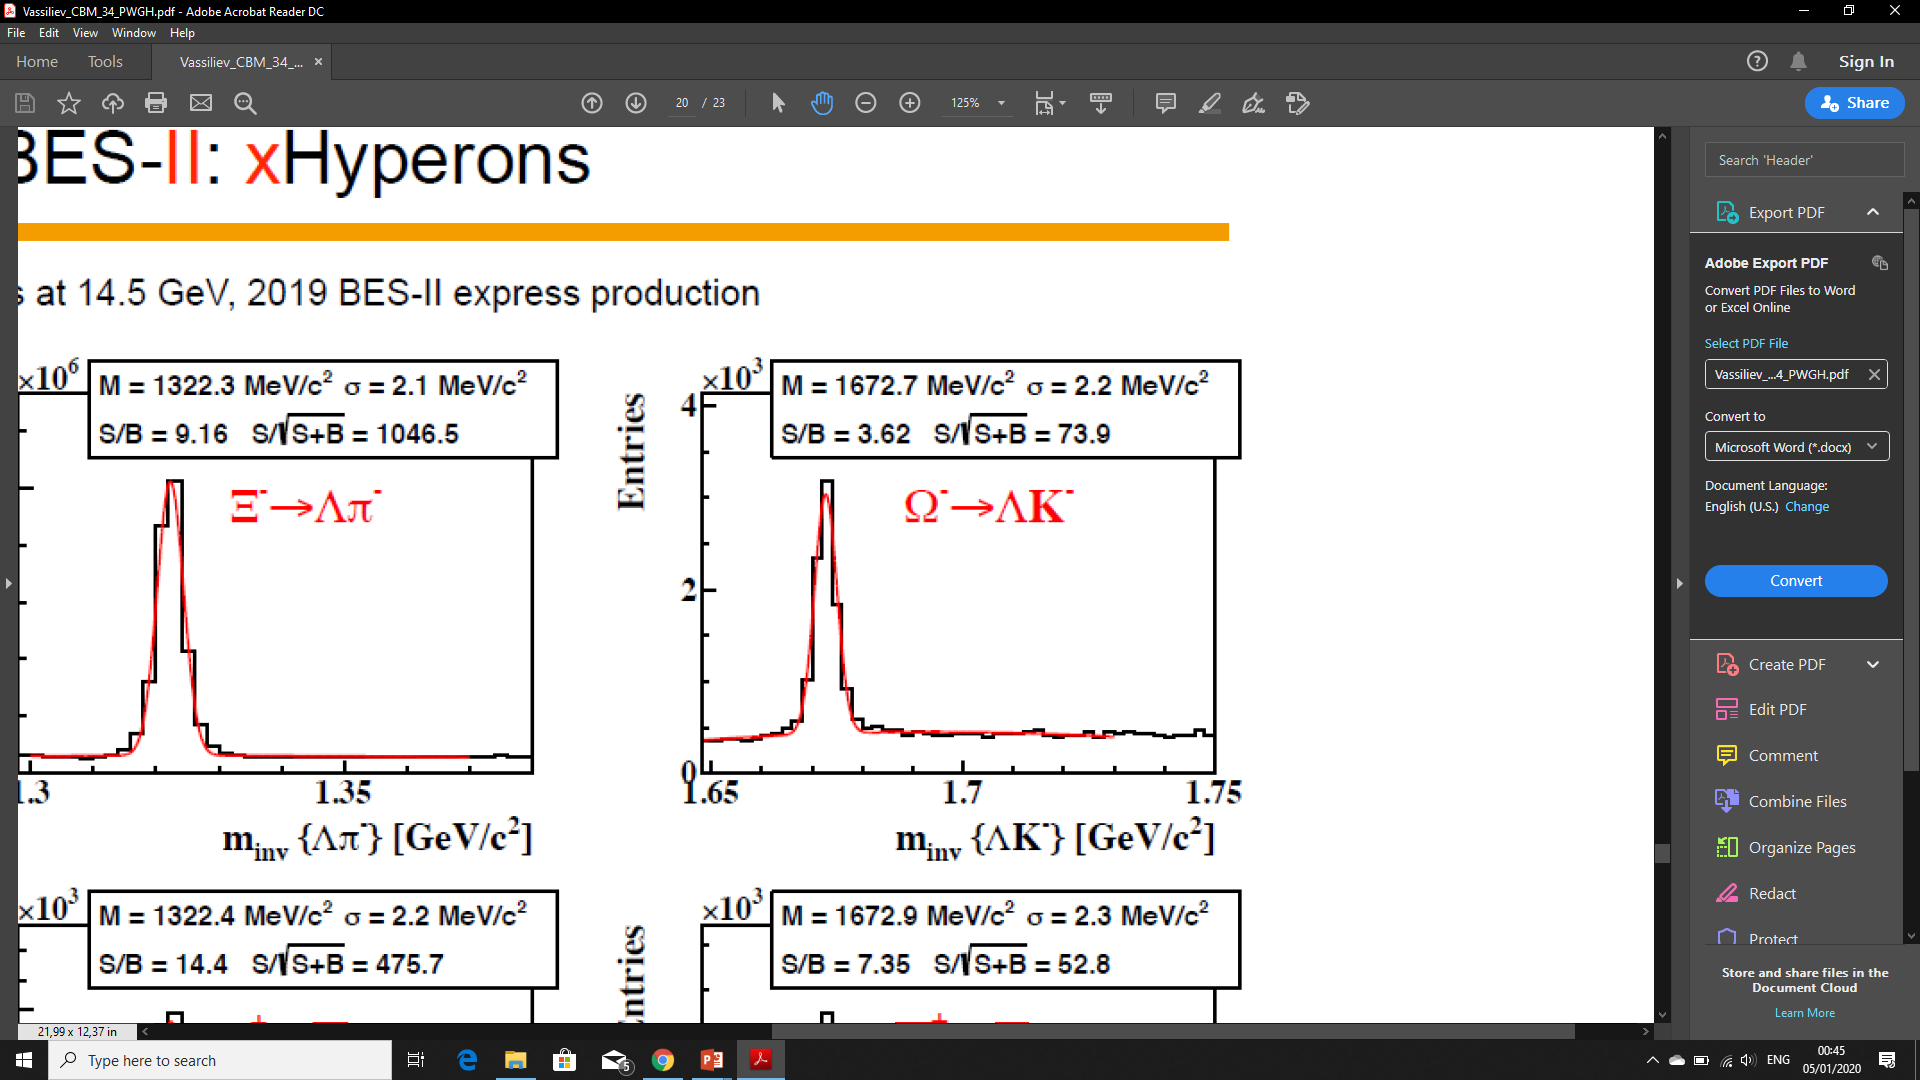 Vassiliev_CBM_34_PWGH.pdf - Adobe Acrobat Reader DC
File Edit View Window Help
Home Tools Vassiliev_CBM_34_... ×
Sign In
20 / 23
125%
Share
BES-II: xHyperons
s at 14.5 GeV, 2019 BES-II express production
×10⁶
M = 1322.3 MeV/c² σ = 2.1 MeV/c²
S/B = 9.16 S/√S+B = 1046.5
Ξ⁻→Λπ⁻
1.3 1.35
m_inv {Λπ⁻} [GeV/c²]
Entries
×10³
M = 1672.7 MeV/c² σ = 2.2 MeV/c²
S/B = 3.62 S/√S+B = 73.9
Ω⁻→ΛK⁻
4
2
0
1.65 1.7 1.75
m_inv {ΛK⁻} [GeV/c²]
×10³
M = 1322.4 MeV/c² σ = 2.2 MeV/c²
S/B = 14.4 S/√S+B = 475.7
Entries
×10³
M = 1672.9 MeV/c² σ = 2.3 MeV/c²
S/B = 7.35 S/√S+B = 52.8
21,99 x 12,37 in
Search 'Header'
Export PDF
Adobe Export PDF
Convert PDF Files to Word
or Excel Online
Select PDF File
Vassiliev_...4_PWGH.pdf
Convert to
Microsoft Word (*.docx)
Document Language:
English (U.S.) Change
Convert
Create PDF
Edit PDF
Comment
Combine Files
Organize Pages
Redact
Protect
Store and share files in the
Document Cloud
Learn More
Type here to search
5
ENG
00:45
05/01/2020